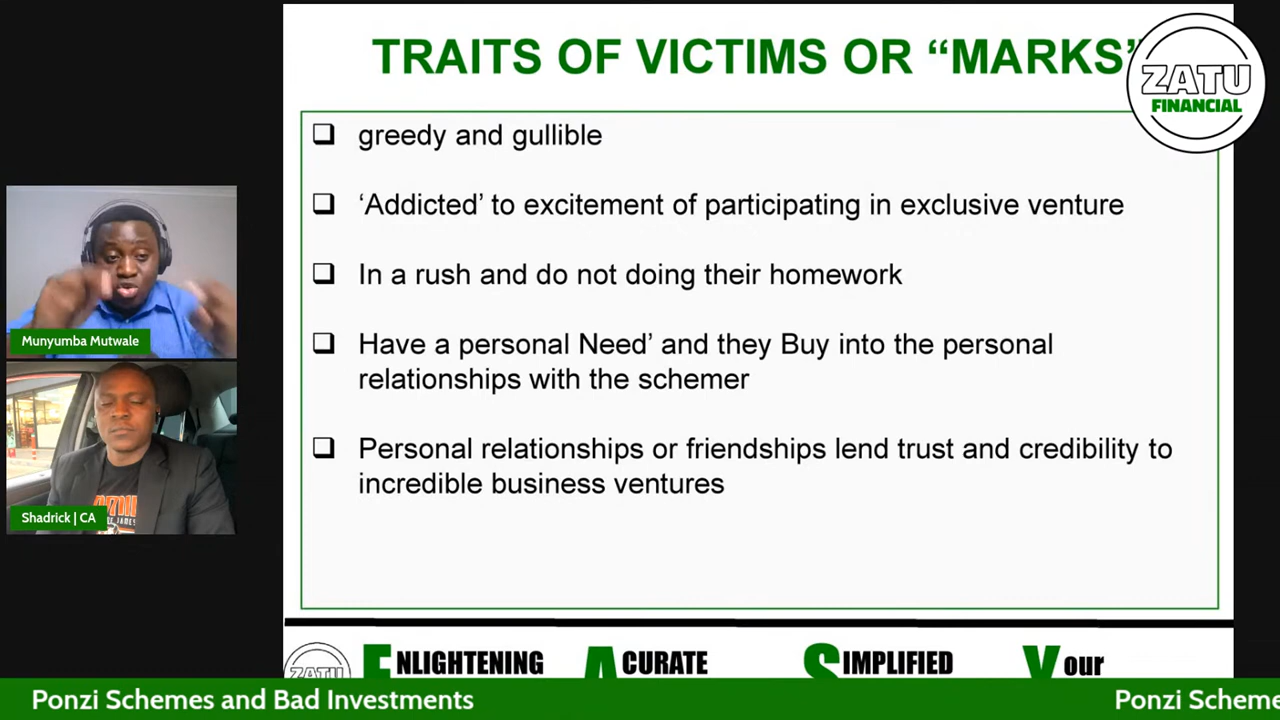 TRAITS OF VICTIMS OR “MARKS”
ZATU
FINANCIAL
greedy and gullible
‘Addicted’ to excitement of participating in exclusive venture
In a rush and do not doing their homework
Have a personal Need’ and they Buy into the personal
relationships with the schemer
Personal relationships or friendships lend trust and credibility to
incredible business ventures
Munyumba Mutwale
Shadrick | CA
ZATU
ENLIGHTENING ACURATE SIMPLIFIED Your
Ponzi Schemes and Bad Investments
Ponzi Scheme